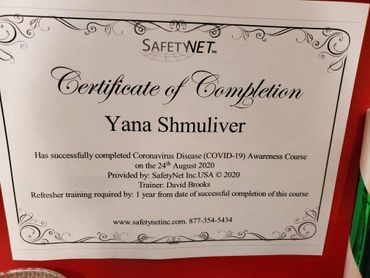 SAFETYNET INC
Certificate of Completion
Yana Shmuliver
Has successfully completed Coronavirus Disease (COVID-19) Awareness Course
on the 24th August 2020
Provided by: SafetyNet Inc.USA © 2020
Trainer: David Brooks
Refresher training required by: 1 year from date of successful completion of this course
www.safetynetinc.com. 877-354-5434